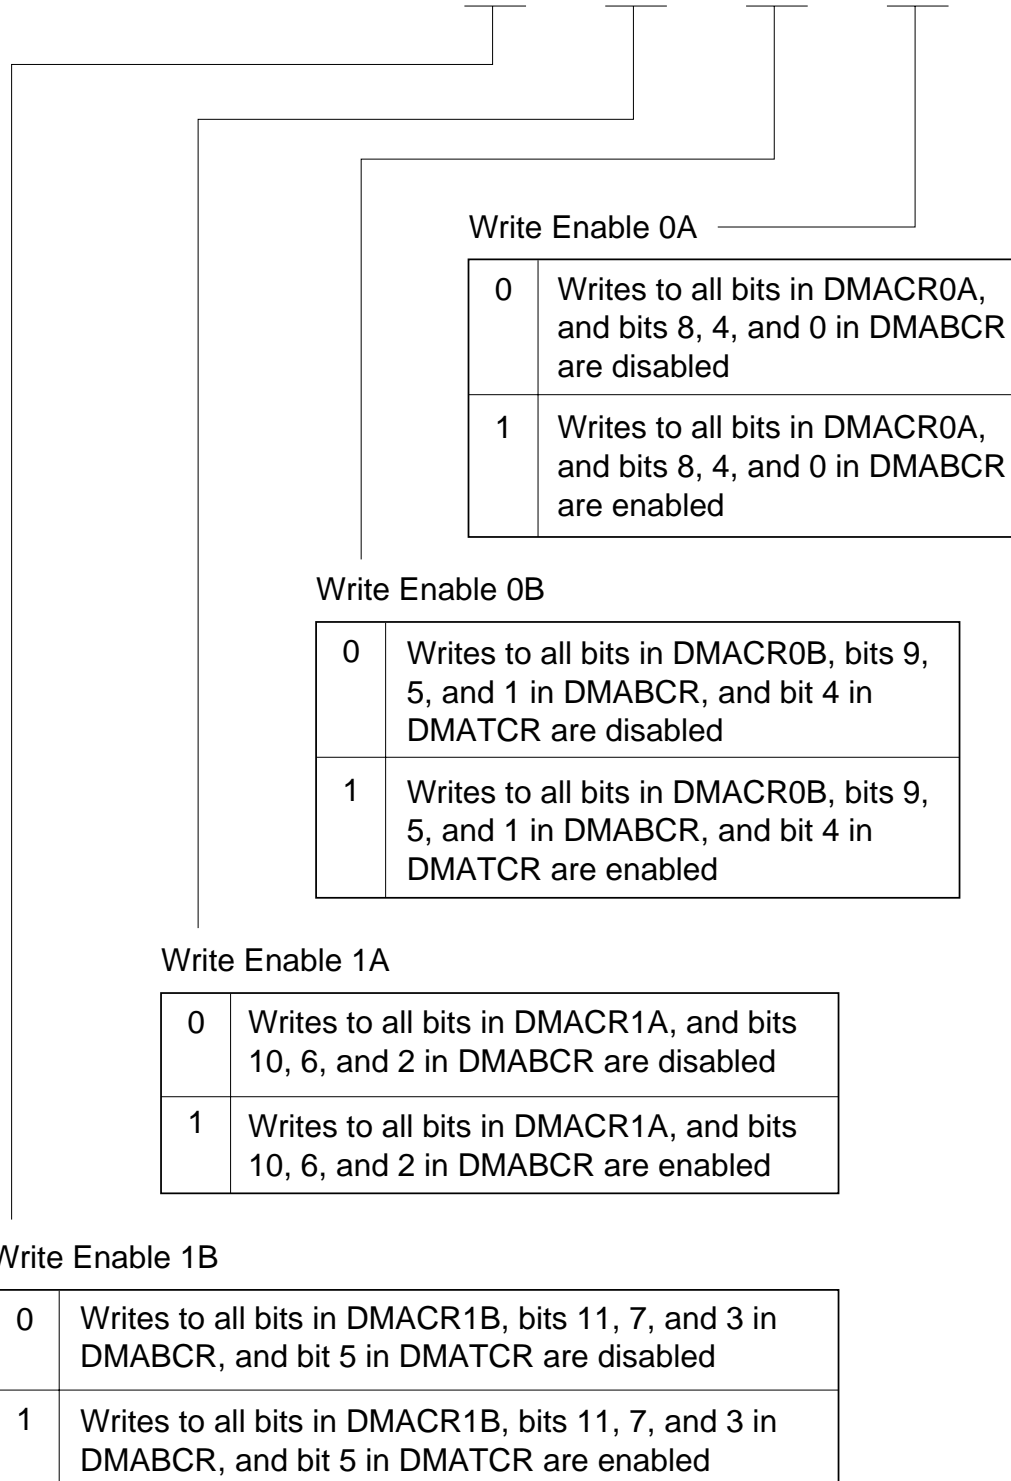 Write Enable 0A
0 Writes to all bits in DMACR0A,
and bits 8, 4, and 0 in DMABCR
are disabled
1 Writes to all bits in DMACR0A,
and bits 8, 4, and 0 in DMABCR
are enabled
Write Enable 0B
0 Writes to all bits in DMACR0B, bits 9,
5, and 1 in DMABCR, and bit 4 in
DMATCR are disabled
1 Writes to all bits in DMACR0B, bits 9,
5, and 1 in DMABCR, and bit 4 in
DMATCR are enabled
Write Enable 1A
0 Writes to all bits in DMACR1A, and bits
10, 6, and 2 in DMABCR are disabled
1 Writes to all bits in DMACR1A, and bits
10, 6, and 2 in DMABCR are enabled
Write Enable 1B
0 Writes to all bits in DMACR1B, bits 11, 7, and 3 in
DMABCR, and bit 5 in DMATCR are disabled
1 Writes to all bits in DMACR1B, bits 11, 7, and 3 in
DMABCR, and bit 5 in DMATCR are enabled